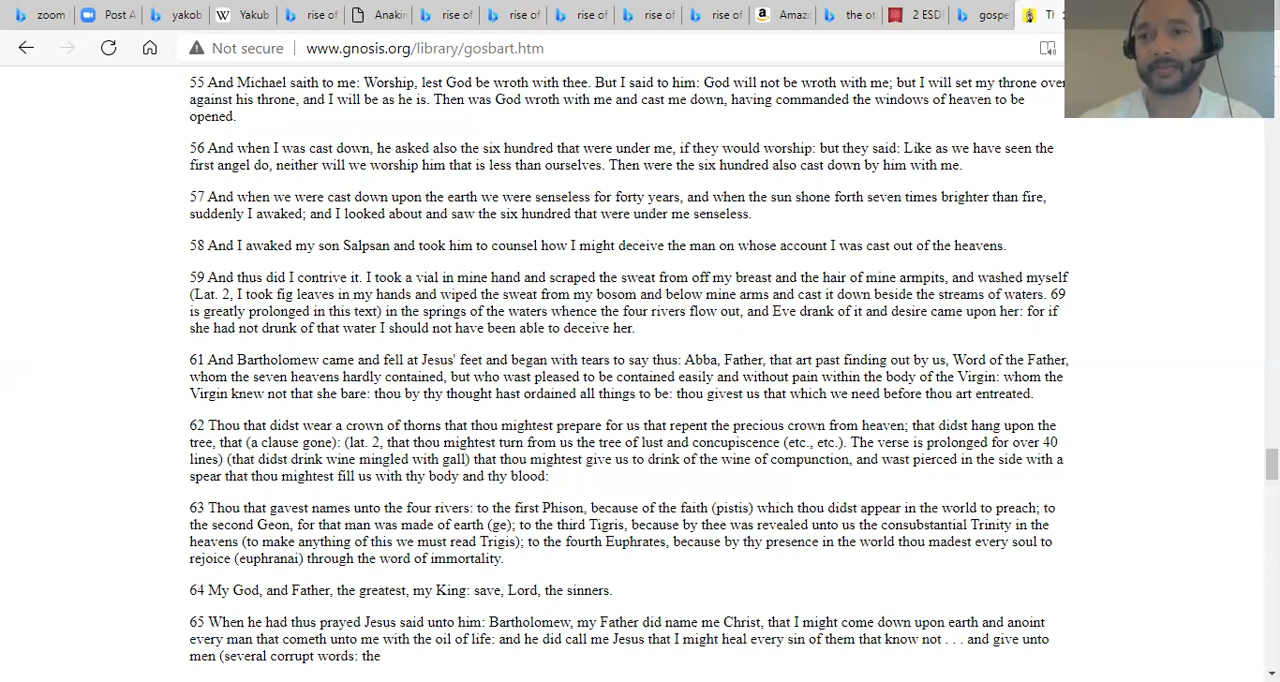 zoom
Post A
yakob
Yakub
rise of
Anakin
rise of
rise of
rise of
rise of
rise of
Amazo
the ot
2 ESD
gospe
Not secure
www.gnosis.org/library/gosbart.htm
55 And Michael saith to me: Worship, lest God be wroth with thee. But I said to him: God will not be wroth with me; but I will set my throne over
against his throne, and I will be as he is. Then was God wroth with me and cast me down, having commanded the windows of heaven to be
opened.
56 And when I was cast down, he asked also the six hundred that were under me, if they would worship: but they said: Like as we have seen the
first angel do, neither will we worship him that is less than ourselves. Then were the six hundred also cast down by him with me.
57 And when we were cast down upon the earth we were senseless for forty years, and when the sun shone forth seven times brighter than fire,
suddenly I awaked; and I looked about and saw the six hundred that were under me senseless.
58 And I awaked my son Salpsan and took him to counsel how I might deceive the man on whose account I was cast out of the heavens.
59 And thus did I contrive it. I took a vial in mine hand and scraped the sweat from off my breast and the hair of mine armpits, and washed myself
(Lat. 2, I took fig leaves in my hands and wiped the sweat from my bosom and below mine arms and cast it down beside the streams of waters. 69
is greatly prolonged in this text) in the springs of the waters whence the four rivers flow out, and Eve drank of it and desire came upon her: for if
she had not drunk of that water I should not have been able to deceive her.
61 And Bartholomew came and fell at Jesus' feet and began with tears to say thus: Abba, Father, that art past finding out by us, Word of the Father,
whom the seven heavens hardly contained, but who wast pleased to be contained easily and without pain within the body of the Virgin: whom the
Virgin knew not that she bare: thou by thy thought hast ordained all things to be: thou givest us that which we need before thou art entreated.
62 Thou that didst wear a crown of thorns that thou mightest prepare for us that repent the precious crown from heaven; that didst hang upon the
tree, that (a clause gone): (lat. 2, that thou mightest turn from us the tree of lust and concupiscence (etc., etc.). The verse is prolonged for over 40
lines) (that didst drink wine mingled with gall) that thou mightest give us to drink of the wine of compunction, and wast pierced in the side with a
spear that thou mightest fill us with thy body and thy blood:
63 Thou that gavest names unto the four rivers: to the first Phison, because of the faith (pistis) which thou didst appear in the world to preach; to
the second Geon, for that man was made of earth (ge); to the third Tigris, because by thee was revealed unto us the consubstantial Trinity in the
heavens (to make anything of this we must read Trigis); to the fourth Euphrates, because by thy presence in the world thou madest every soul to
rejoice (euphranai) through the word of immortality.
64 My God, and Father, the greatest, my King: save, Lord, the sinners.
65 When he had thus prayed Jesus said unto him: Bartholomew, my Father did name me Christ, that I might come down upon earth and anoint
every man that cometh unto me with the oil of life: and he did call me Jesus that I might heal every sin of them that know not . . . and give unto
men (several corrupt words: the